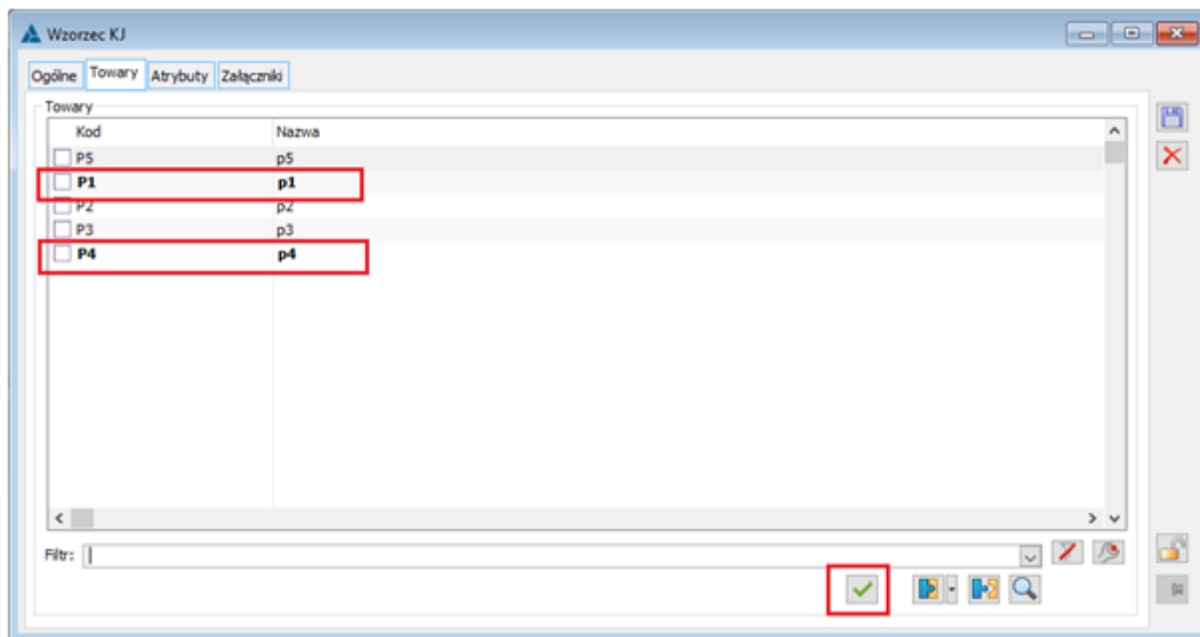 Wzorzec KJ
Ogólne Towary Atrybuty Załączniki
Towary
Kod Nazwa
P5 p5
P1 p1
P2 p2
P3 p3
P4 p4
Filtr: